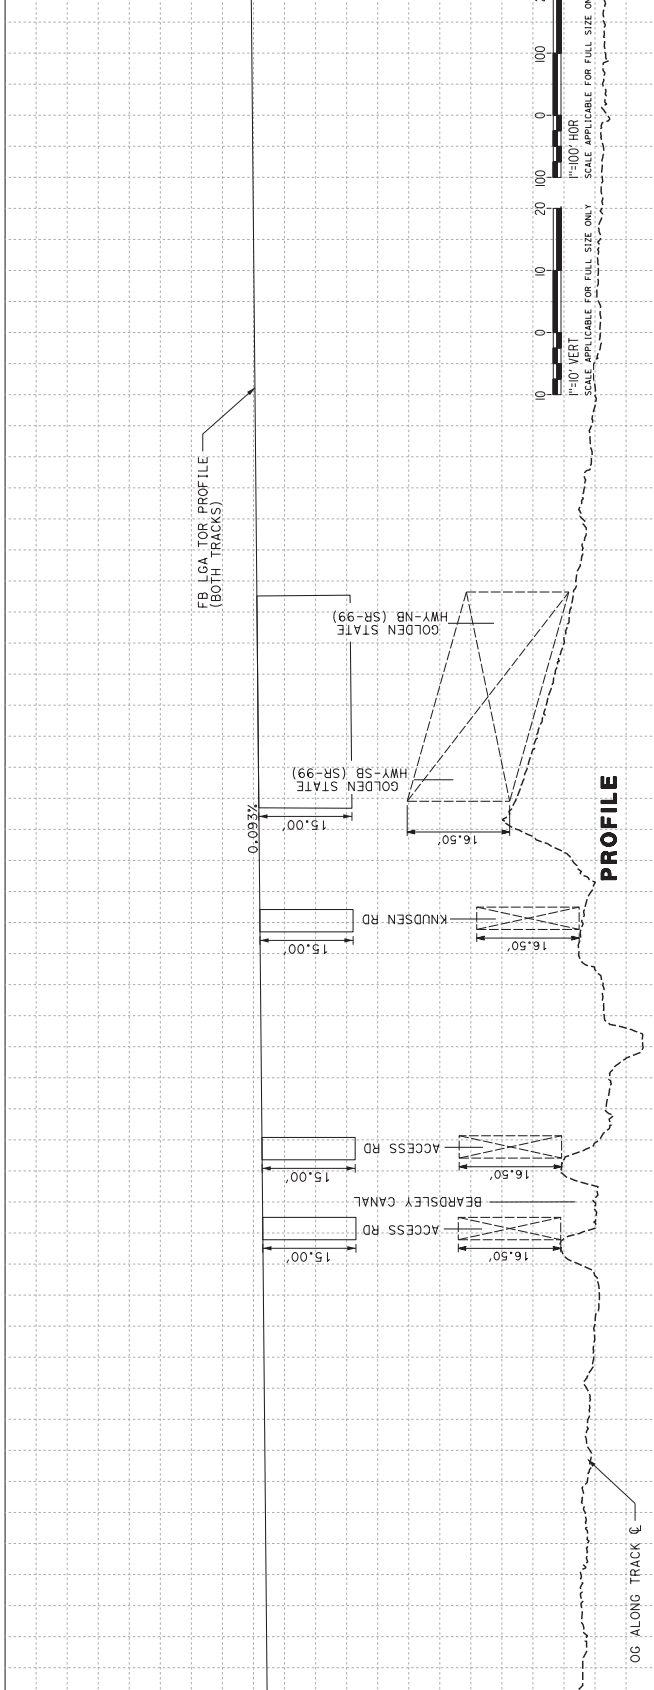 FB LGA TOR PROFILE
(BOTH TRACKS)
0.093%
GOLDEN STATE
HWY-NB (SR-99)
GOLDEN STATE
HWY-SB (SR-99)
15.00'
16.50'
KNUDSEN RD
15.00'
16.50'
ACCESS RD
15.00'
16.50'
BEARDSLEY CANAL
ACCESS RD
15.00'
16.50'
OG ALONG TRACK ℄
PROFILE
10 0 10 20
1"=10' VERT
SCALE APPLICABLE FOR FULL SIZE ONLY
100 0 100
1"=100' HOR
SCALE APPLICABLE FOR FULL SIZE